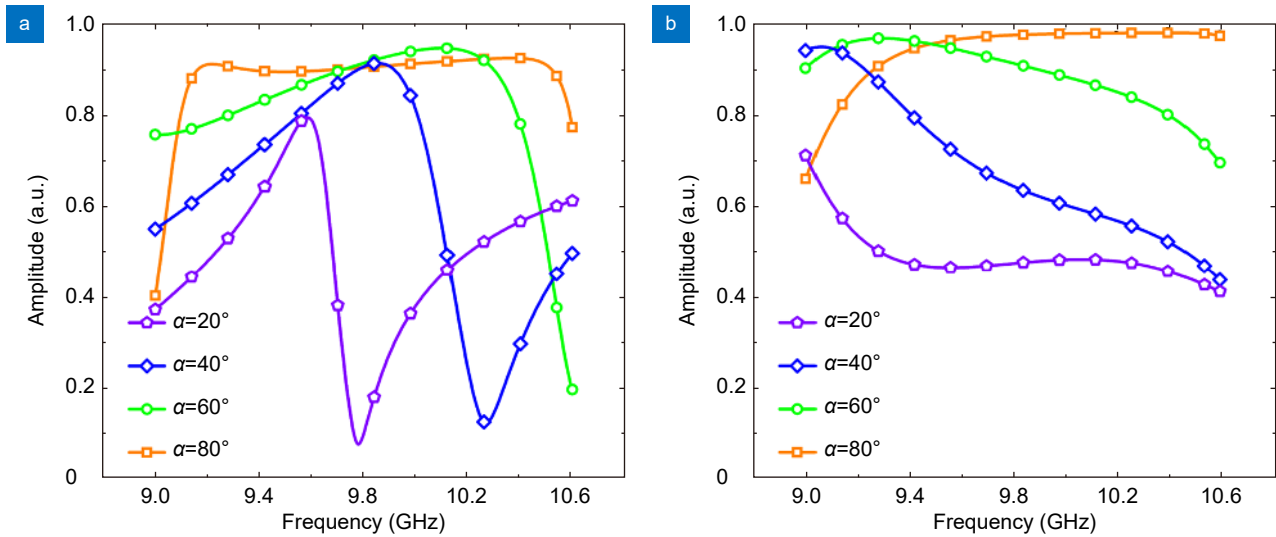 a
1.0
0.8
0.6
0.4
0.2
0
Amplitude (a.u.)
α=20°
α=40°
α=60°
α=80°
9.0 9.4 9.8 10.2 10.6
Frequency (GHz)
b
1.0
0.8
0.6
0.4
0.2
0
Amplitude (a.u.)
α=20°
α=40°
α=60°
α=80°
9.0 9.4 9.8 10.2 10.6
Frequency (GHz)